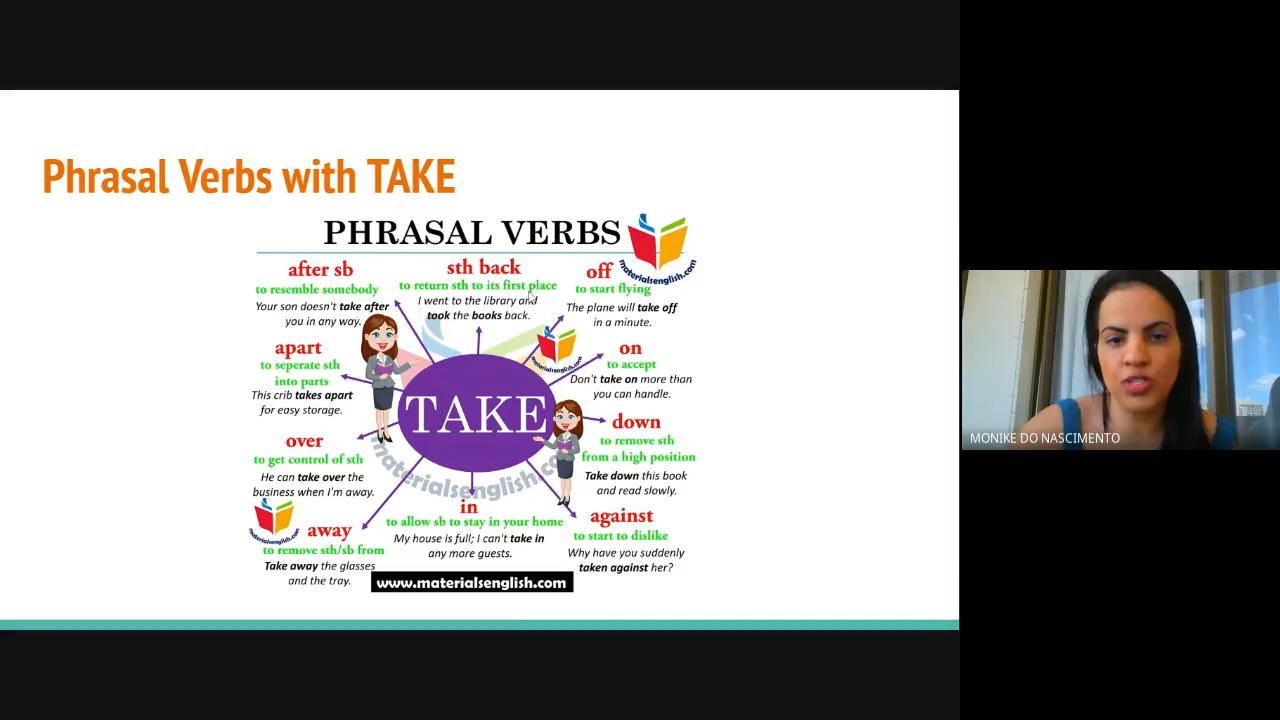 Phrasal Verbs with TAKE
PHRASAL VERBS
materialsenglish.com
after sb
to resemble somebody
Your son doesn't take after
you in any way.
sth back
to return sth to its first place
I went to the library and
took the books back.
off
to start flying
The plane will take off
in a minute.
apart
to seperate sth
into parts
This crib takes apart
for easy storage.
materialsenglish.com
on
to accept
Don't take on more than
you can handle.
TAKE
over
to get control of sth
He can take over the
business when I'm away.
down
to remove sth
from a high position
Take down this book
and read slowly.
materialsenglish.com
materialsenglish.com
away
to remove sth/sb from
Take away the glasses
and the tray.
in
to allow sb to stay in your home
My house is full; I can't take in
any more guests.
against
to start to dislike
Why have you suddenly
taken against her?
www.materialsenglish.com
MONIKE DO NASCIMENTO